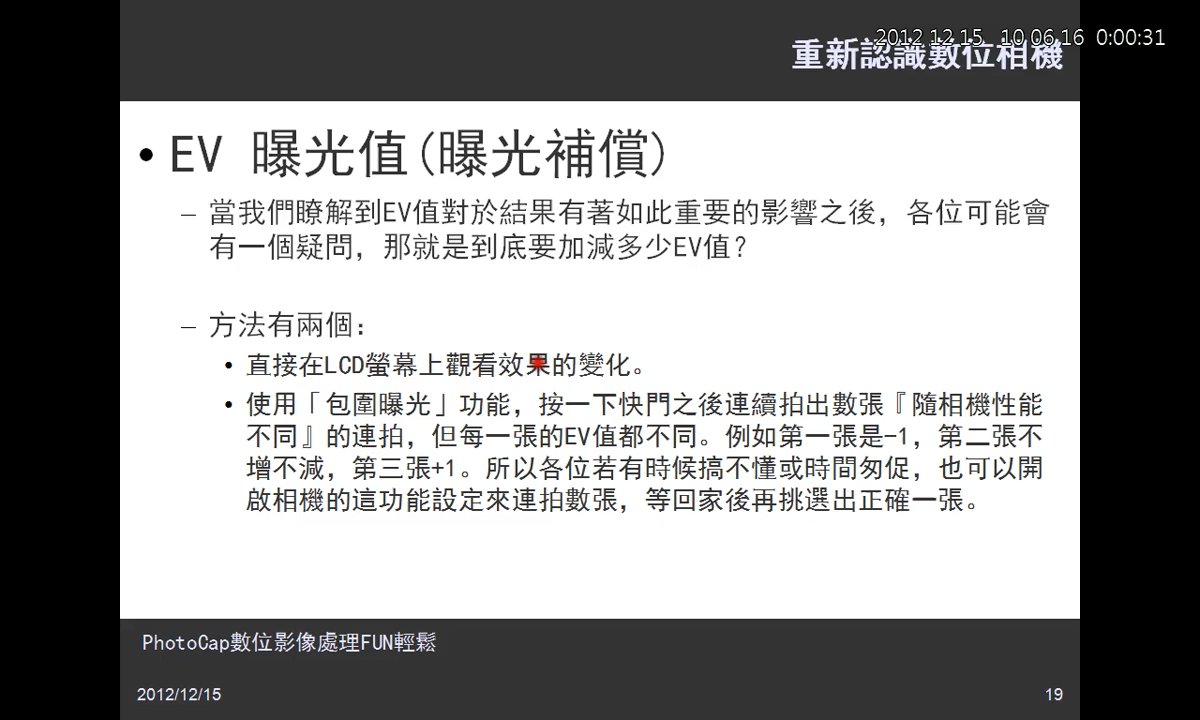 2012 12 15 10 06 16 0:00:31
重新認識數位相機
• EV 曝光值(曝光補償)
– 當我們瞭解到EV值對於結果有著如此重要的影響之後，各位可能會
有一個疑問，那就是到底要加減多少EV值？
– 方法有兩個：
• 直接在LCD螢幕上觀看效果的變化。
• 使用「包圍曝光」功能，按一下快門之後連續拍出數張『隨相機性能
不同』的連拍，但每一張的EV值都不同。例如第一張是-1，第二張不
增不減，第三張+1。所以各位若有時候搞不懂或時間匆促，也可以開
啟相機的這功能設定來連拍數張，等回家後再挑選出正確一張。
PhotoCap數位影像處理FUN輕鬆
2012/12/15
19